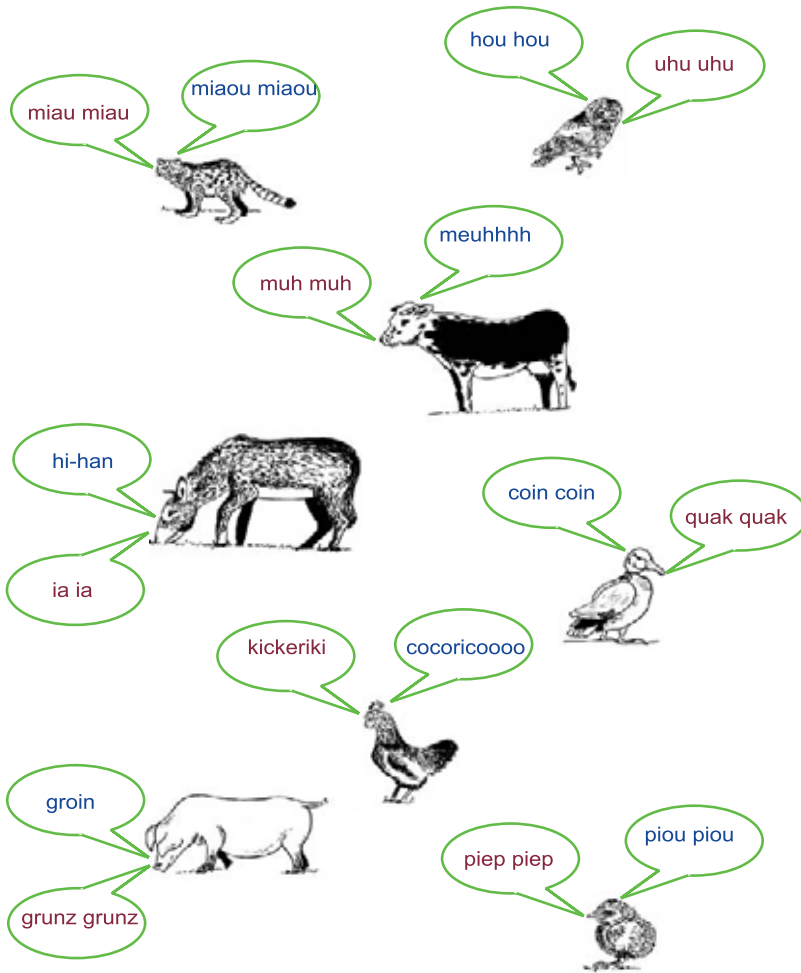 hou hou
uhu uhu
miaou miaou
miau miau
meuhhhh
muh muh
hi-han
coin coin
quak quak
ia ia
kickeriki
cocoricoooo
groin
piou piou
piep piep
grunz grunz